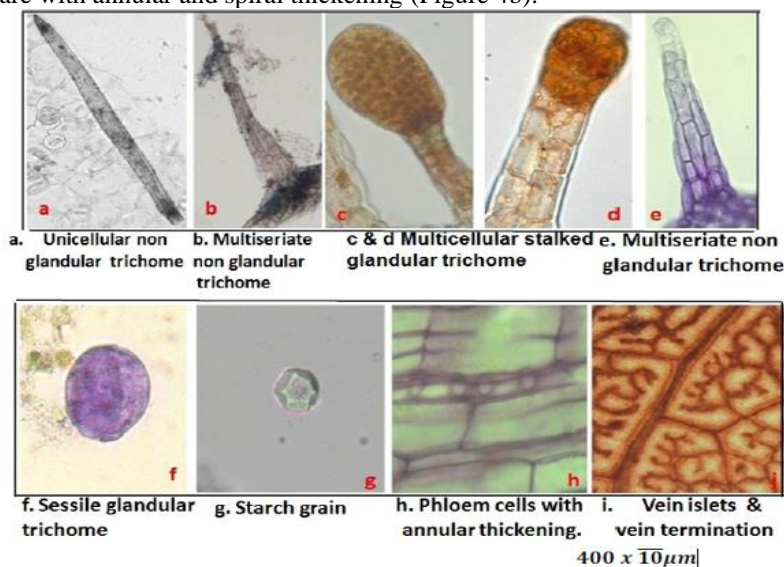 are with annular and spiral thickening (Figure 4b).
a b c d e
a. Unicellular non glandular trichome
b. Multiseriate non glandular trichome
c & d Multicellular stalked glandular trichome
e. Multiseriate non glandular trichome
f g h i
f. Sessile glandular trichome
g. Starch grain
h. Phloem cells with annular thickening.
i. Vein islets & vein termination
400 x 10μm